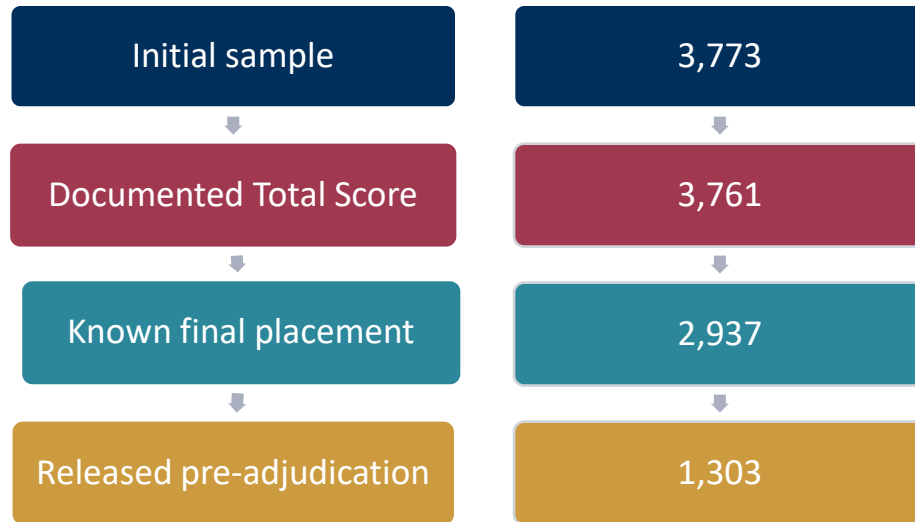 Initial sample
3,773
Documented Total Score
3,761
Known final placement
2,937
Released pre-adjudication
1,303